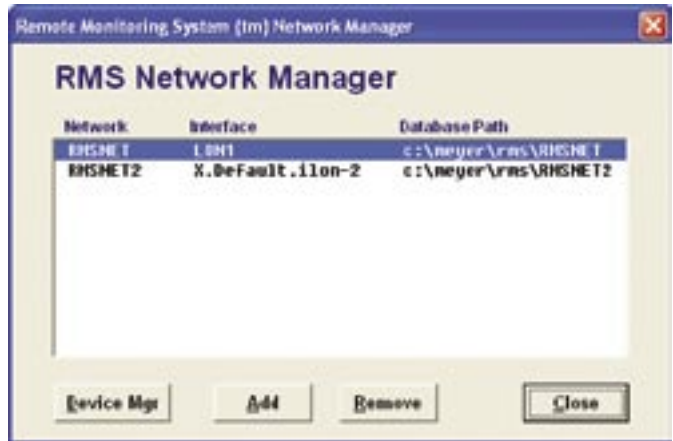 Remote Monitoring System (tm) Network Manager
RMS Network Manager
Network Interface Database Path
RMSNET LON1 c:\meyer\rms\RMSNET
RMSNET2 X.Default.ilon-2 c:\meyer\rms\RMSNET2
Device Mgr Add Remove Close